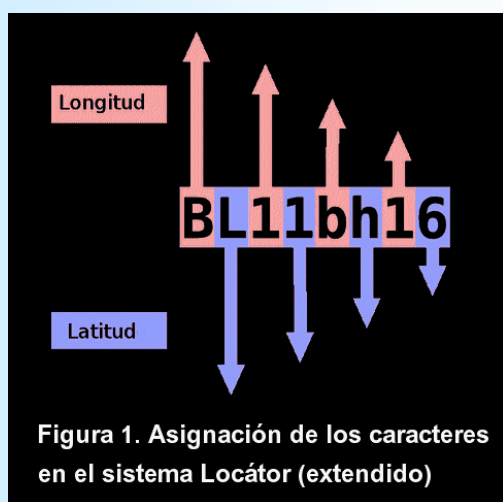 Longitud
BL11bh16
Latitud
Figura 1. Asignación de los caracteres
en el sistema Locátor (extendido)